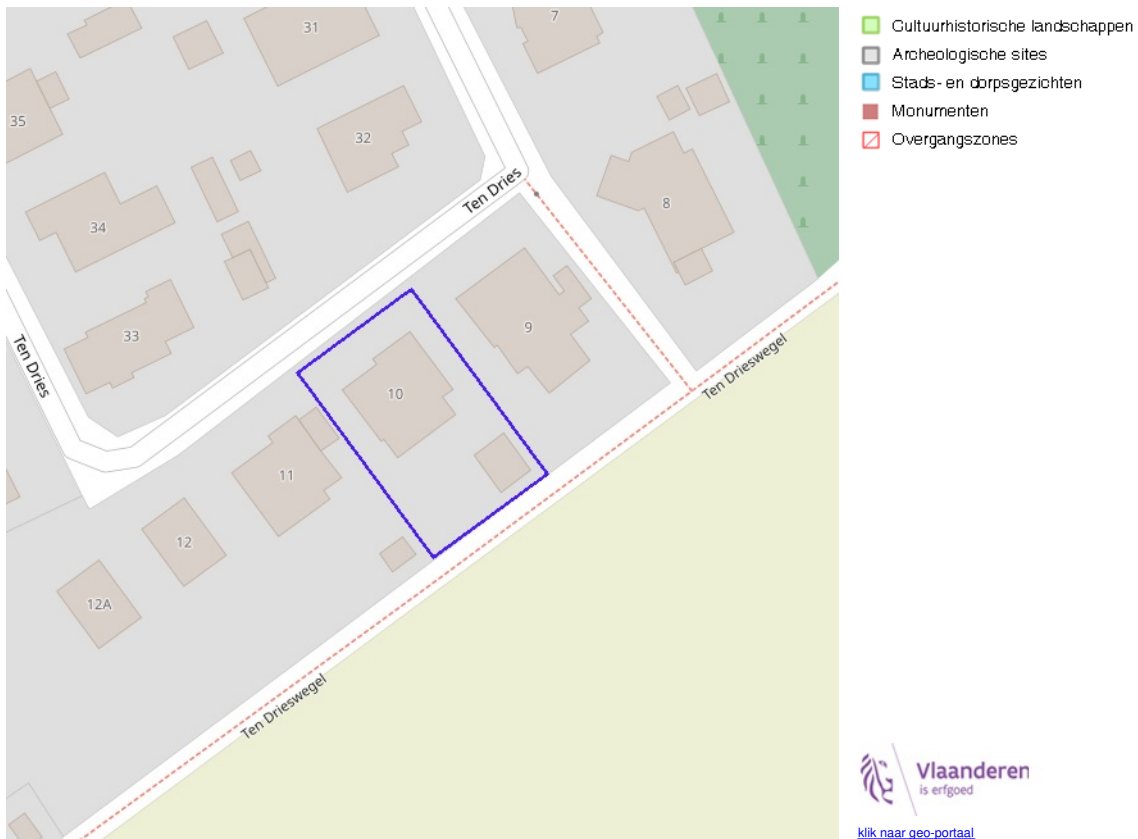 7
31
35
32
Ten Dries
8
34
9
33
Ten Dries
Ten Drieswegel
10
11
12
12A
Ten Drieswegel
Cultuurhistorische landschappen
Archeologische sites
Stads- en dorpsgezichten
Monumenten
Overgangszones
Vlaanderen
is erfgoed
klik naar geo-portaal